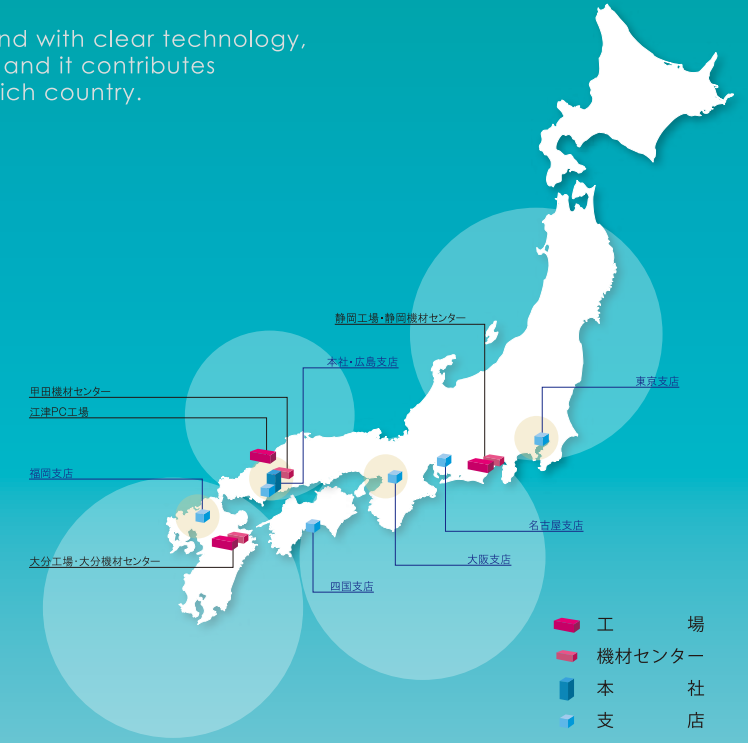 nd with clear technology,
and it contributes
ich country.
静岡工場・静岡機材センター
本社・広島支店
東京支店
甲田機材センター
江津PC工場
福岡支店
名古屋支店
大阪支店
大分工場・大分機材センター
四国支店
工場
機材センター
本社
支店